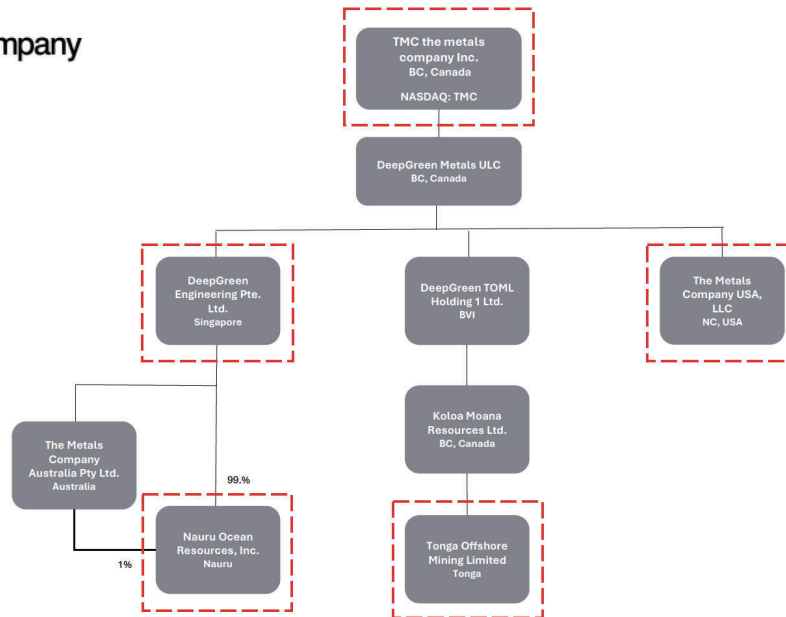 TMC the metals
company Inc.
BC, Canada
NASDAQ: TMC
DeepGreen Metals ULC
BC, Canada
DeepGreen
Engineering Pte.
Ltd.
Singapore
DeepGreen TOML
Holding 1 Ltd.
BVI
The Metals
Company USA,
LLC
NC, USA
Koloa Moana
Resources Ltd.
BC, Canada
The Metals
Company
Australia Pty Ltd.
Australia
99.%
1%
Nauru Ocean
Resources, Inc.
Nauru
Tonga Offshore
Mining Limited
Tonga